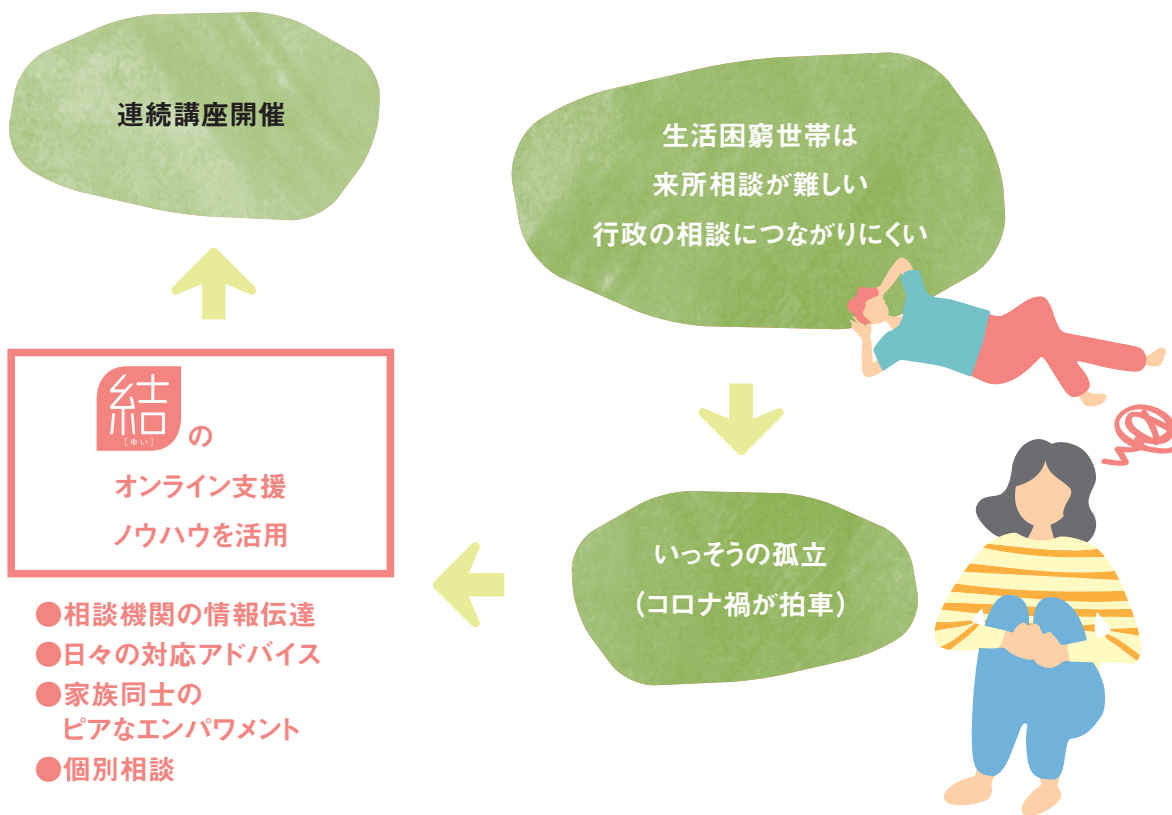 連続講座開催
生活困窮世帯は
来所相談が難しい
行政の相談につながりにくい
いっそうの孤立
(コロナ禍が拍車)
結
[ゆい]
の
オンライン支援
ノウハウを活用
●相談機関の情報伝達
●日々の対応アドバイス
●家族同士の
ピアなエンパワメント
●個別相談